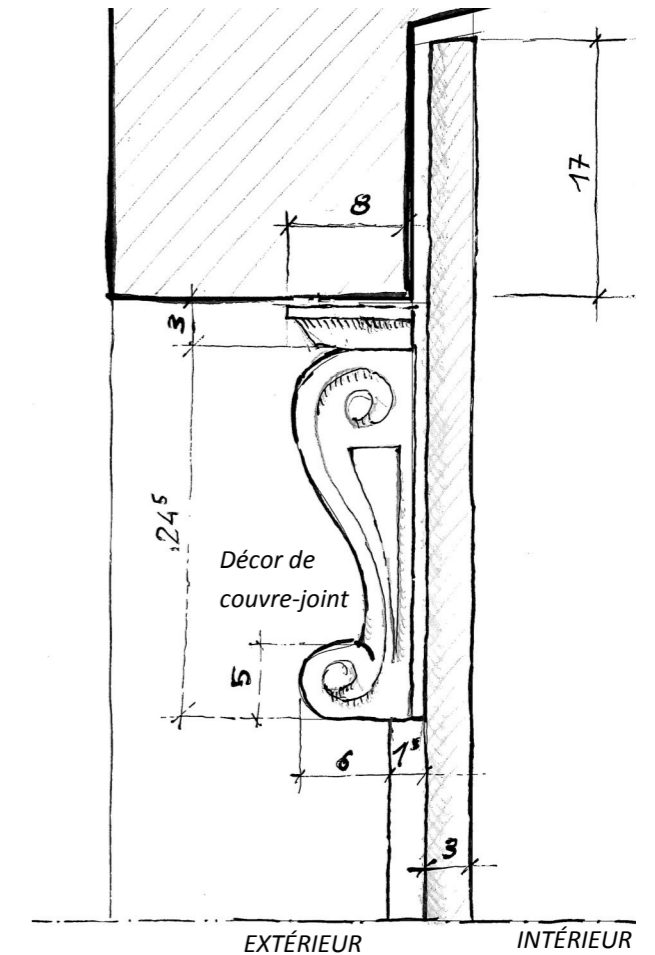 17
8
3
24⁵
Décor de
couvre-joint
5
6
1⁵
3
EXTÉRIEUR
INTÉRIEUR